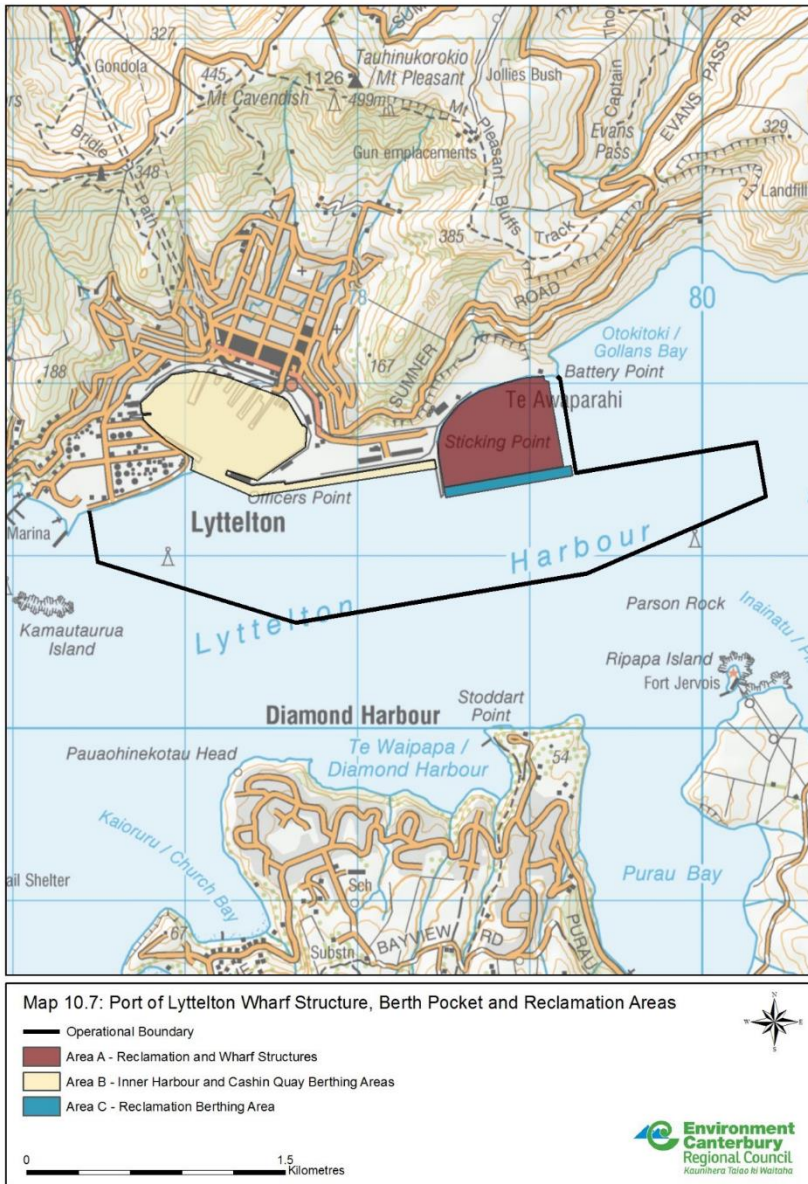 327
Gondola
445
Mt Cavendish
1126
Tauhinukorokio /
Mt Pleasant
499m
Jollies Bush
Captain
Evans
Pass
EVANS PASS RD
329
Landfill
Mt Pleasant Bluffs Track
Gun emplacements
Bridle Path
348
385
ROAD
78
80
Otokitoki /
Gollans Bay
188
167
SUMNER
Battery Point
Te Awaparahi
Sticking Point
Officers Point
Marina
Lyttelton
Lyttelton Harbour
Kamautaurua
Island
Parson Rock
Inainatu /
Ripapa Island
Fort Jervois
Stoddart
Point
Diamond Harbour
Pauaohinekotau Head
Te Waipapa /
Diamond Harbour
54
Kaioruru / Church Bay
ail Shelter
Sch
Purau Bay
67
Substn
BAYVIEW RD
PURAU
Map 10.7: Port of Lyttelton Wharf Structure, Berth Pocket and Reclamation Areas
Operational Boundary
Area A - Reclamation and Wharf Structures
Area B - Inner Harbour and Cashin Quay Berthing Areas
Area C - Reclamation Berthing Area
N
W E
S
0 1.5
Kilometres
Environment
Canterbury
Regional Council
Kaunihera Taiao ki Waitaha